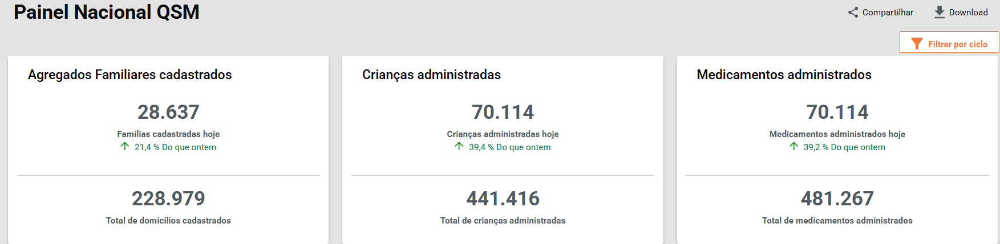 Painel Nacional QSM
Compartilhar
Download
Filtrar por ciclo
Agregados Familiares cadastrados
28.637
Famílias cadastradas hoje
21,4 % Do que ontem
228.979
Total de domicílios cadastrados
Crianças administradas
70.114
Crianças administradas hoje
39,4 % Do que ontem
441.416
Total de crianças administradas
Medicamentos administrados
70.114
Medicamentos administrados hoje
39,2 % Do que ontem
481.267
Total de medicamentos administrados